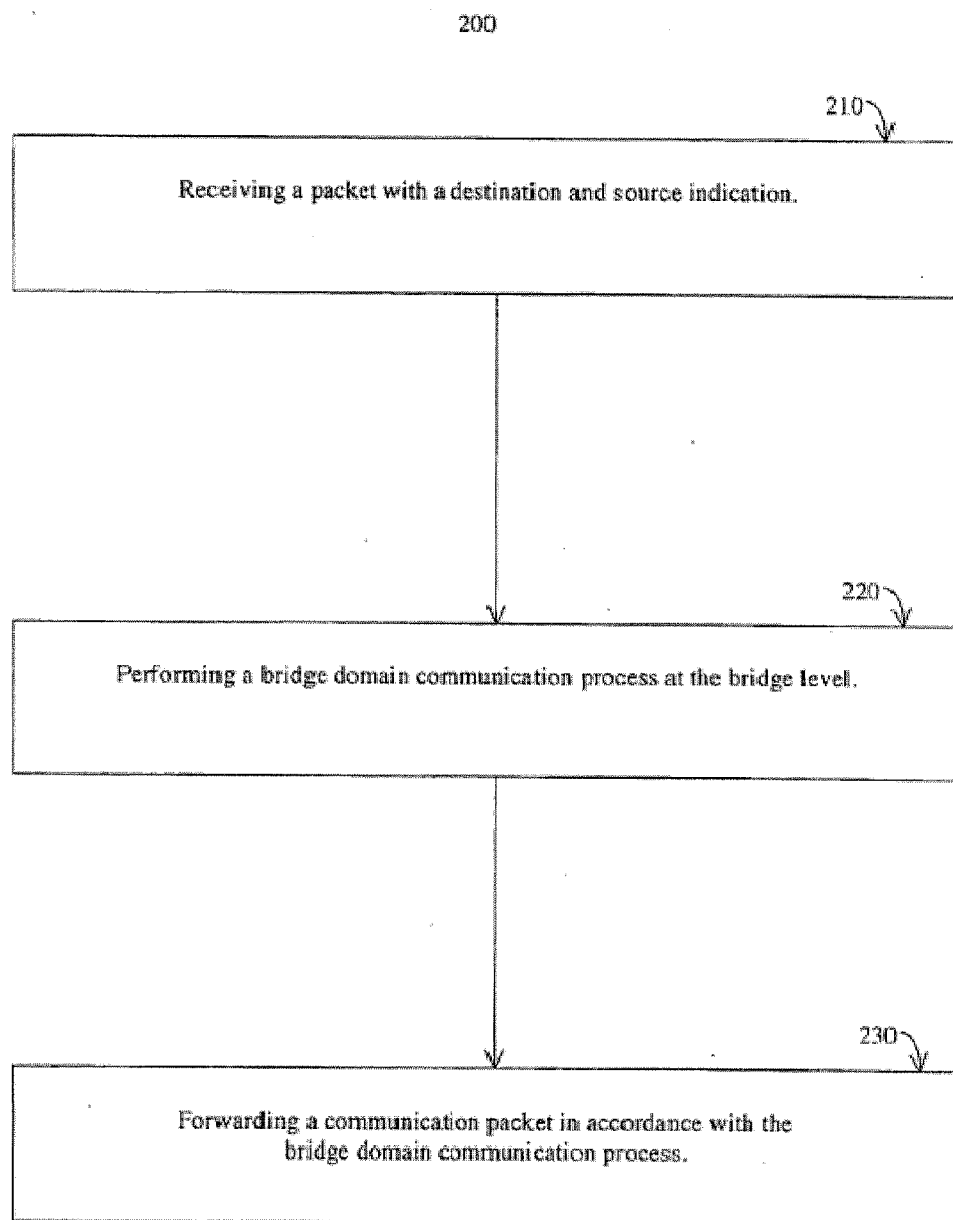 200
210
Receiving a packet with a destination and source indication.
220
Performing a bridge domain communication process at the bridge level.
230
Forwarding a communication packet in accordance with the
bridge domain communication process.